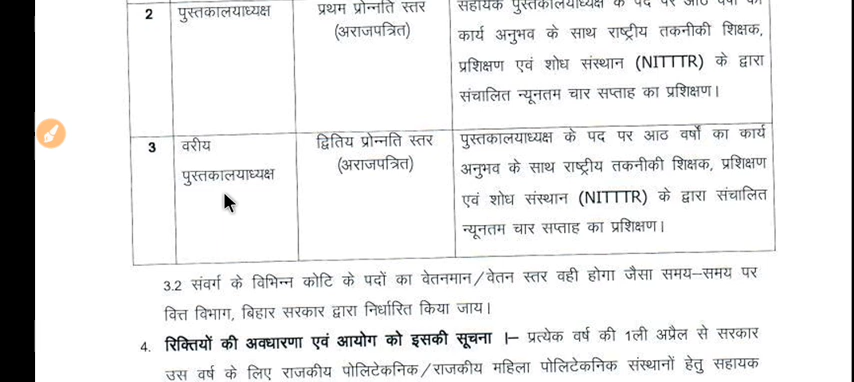 2 पुस्तकालयाध्यक्ष प्रथम प्रोन्नति स्तर (अराजपत्रित)
सहायक पुस्तकालयाध्यक्ष के पद पर आठ वर्षों का
कार्य अनुभव के साथ राष्ट्रीय तकनीकी शिक्षक,
प्रशिक्षण एवं शोध संस्थान (NITTTR) के द्वारा
संचालित न्यूनतम चार सप्ताह का प्रशिक्षण।
3 वरीय
पुस्तकालयाध्यक्ष
द्वितिय प्रोन्नति स्तर
(अराजपत्रित)
पुस्तकालयाध्यक्ष के पद पर आठ वर्षों का कार्य
अनुभव के साथ राष्ट्रीय तकनीकी शिक्षक, प्रशिक्षण
एवं शोध संस्थान (NITTTR) के द्वारा संचालित
न्यूनतम चार सप्ताह का प्रशिक्षण।
3.2 संवर्ग के विभिन्न कोटि के पदों का वेतनमान/वेतन स्तर वही होगा जैसा समय–समय पर
वित्त विभाग, बिहार सरकार द्वारा निर्धारित किया जाय।
4. रिक्तियों की अवधारणा एवं आयोग को इसकी सूचना ।– प्रत्येक वर्ष की 1ली अप्रैल से सरकार
उस वर्ष के लिए राजकीय पोलिटेकनिक/राजकीय महिला पोलिटेकनिक संस्थानों हेतु सहायक